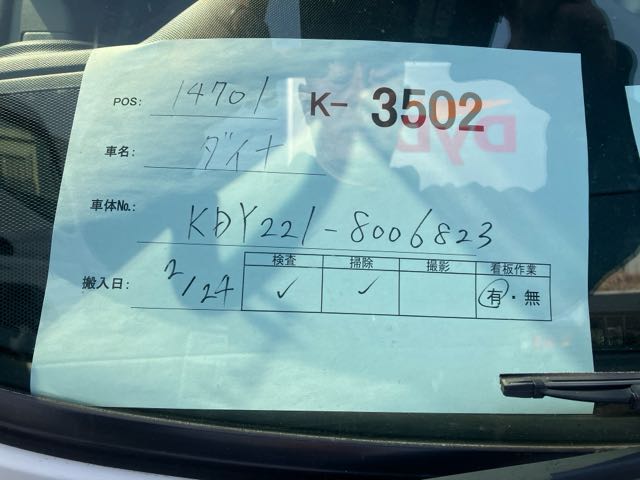 POS: 14701 K- 3502
車名: ダイナ
車体No.: KDY221-8006823
検査 掃除 撮影 看板作業
搬入日: 2/24 ✓ ✓ 有・無